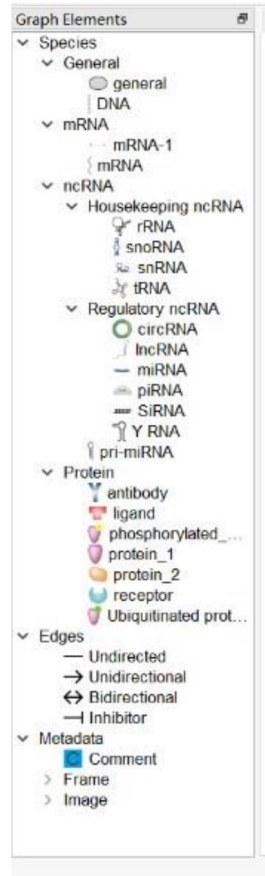 Graph Elements
Species
General
general
DNA
mRNA
mRNA-1
mRNA
ncRNA
Housekeeping ncRNA
rRNA
snoRNA
snRNA
tRNA
Regulatory ncRNA
circRNA
lncRNA
miRNA
piRNA
SiRNA
Y RNA
pri-miRNA
Protein
antibody
ligand
phosphorylated_...
protein_1
protein_2
receptor
Ubiquitinated prot...
Edges
Undirected
Unidirectional
Bidirectional
Inhibitor
Metadata
C Comment
Frame
Image